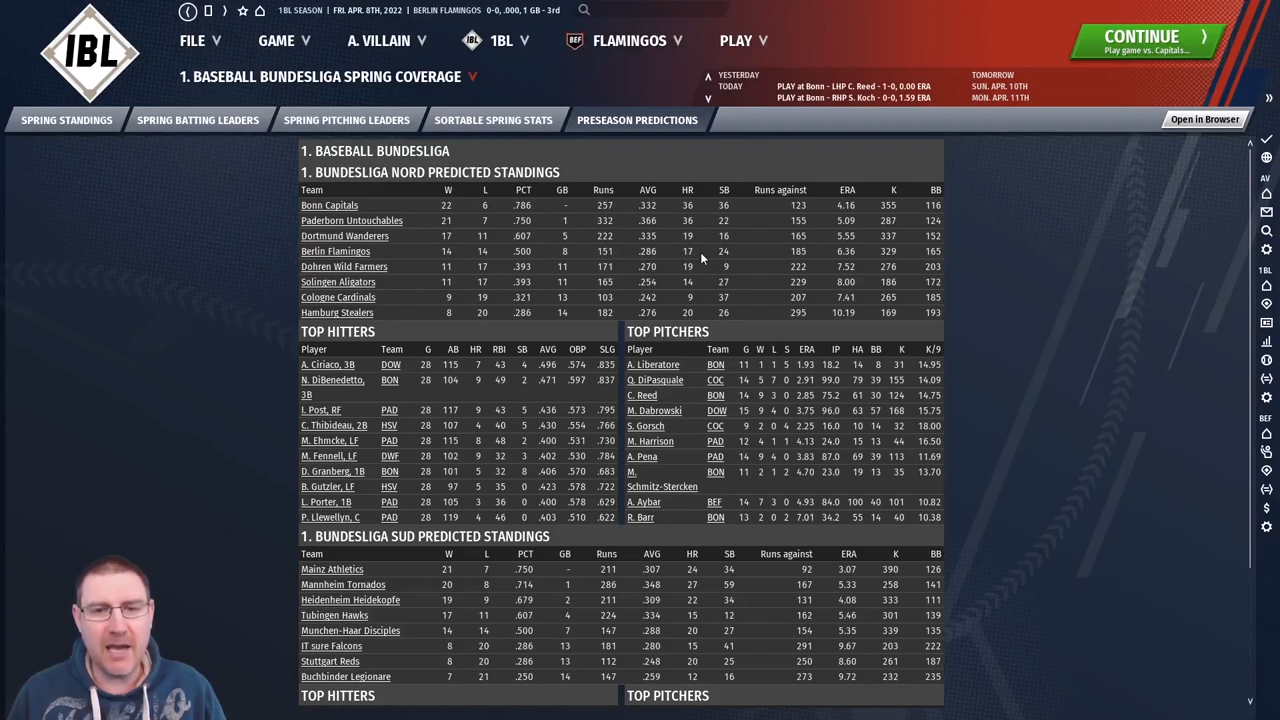 IBL
1BL SEASON | FRI. APR. 8TH, 2022 | BERLIN FLAMINGOS 0-0, .000, 1 GB - 3rd
FILE GAME A. VILLAIN 1BL BEF FLAMINGOS PLAY
CONTINUE
Play game vs. Capitals...
1. BASEBALL BUNDESLIGA SPRING COVERAGE
YESTERDAY
TODAY PLAY at Bonn - LHP C. Reed - 1-0, 0.00 ERA
PLAY at Bonn - RHP S. Koch - 0-0, 1.59 ERA
TOMORROW
SUN. APR. 10TH
MON. APR. 11TH
SPRING STANDINGS SPRING BATTING LEADERS SPRING PITCHING LEADERS SORTABLE SPRING STATS PRESEASON PREDICTIONS Open in Browser
1. BASEBALL BUNDESLIGA
1. BUNDESLIGA NORD PREDICTED STANDINGS
Team W L PCT GB Runs AVG HR SB Runs against ERA K BB
Bonn Capitals 22 6 .786 - 257 .332 36 36 123 4.16 355 116
Paderborn Untouchables 21 7 .750 1 332 .366 36 22 155 5.09 287 124
Dortmund Wanderers 17 11 .607 5 222 .335 19 16 165 5.55 337 152
Berlin Flamingos 14 14 .500 8 151 .286 17 24 185 6.36 329 165
Dohren Wild Farmers 11 17 .393 11 171 .270 19 9 222 7.52 276 203
Solingen Aligators 11 17 .393 11 165 .254 14 27 229 8.00 186 172
Cologne Cardinals 9 19 .321 13 103 .242 9 37 207 7.41 265 185
Hamburg Stealers 8 20 .286 14 182 .276 20 26 295 10.19 169 193
TOP HITTERS
Player Team G AB HR RBI SB AVG OBP SLG
A. Ciriaco, 3B DOW 28 115 7 43 4 .496 .574 .835
N. DiBenedetto, BON 28 104 9 49 2 .471 .597 .837
3B
I. Post, RF PAD 28 117 9 43 5 .436 .573 .795
C. Thibideau, 2B HSV 28 107 4 40 5 .430 .554 .766
M. Ehmcke, LF PAD 28 115 8 48 2 .400 .531 .730
M. Fennell, LF DWF 28 102 9 32 3 .402 .530 .784
D. Granberg, 1B BON 28 101 5 32 8 .406 .570 .683
B. Gutzler, LF HSV 28 97 5 35 0 .423 .578 .722
L. Porter, 1B PAD 28 105 3 36 0 .400 .578 .629
P. Llewellyn, C PAD 28 119 4 46 0 .403 .510 .622
TOP PITCHERS
Player Team G W L S ERA IP HA BB K K/9
A. Liberatore BON 11 1 1 5 1.93 18.2 14 8 31 14.95
Q. DiPasquale COC 14 5 7 0 2.91 99.0 79 39 155 14.09
C. Reed BON 14 9 3 0 2.85 75.2 61 30 124 14.75
M. Dabrowski DOW 15 9 4 0 3.75 96.0 63 57 168 15.75
S. Gorsch COC 9 2 0 4 2.25 16.0 10 14 32 18.00
M. Harrison PAD 12 4 1 1 4.13 24.0 15 13 44 16.50
A. Pena PAD 14 9 4 0 3.83 87.0 69 39 113 11.69
M. BON 11 2 1 2 4.70 23.0 19 13 35 13.70
Schmitz-Stercken
A. Aybar BEF 14 7 3 0 4.93 84.0 100 40 101 10.82
R. Barr BON 13 2 0 2 7.01 34.2 55 14 40 10.38
1. BUNDESLIGA SUD PREDICTED STANDINGS
Team W L PCT GB Runs AVG HR SB Runs against ERA K BB
Mainz Athletics 21 7 .750 - 211 .307 24 34 92 3.07 390 126
Mannheim Tornados 20 8 .714 1 286 .348 27 59 167 5.33 258 141
Heidenheim Heidekopfe 19 9 .679 2 211 .309 22 34 131 4.08 333 111
Tubingen Hawks 17 11 .607 4 224 .334 15 12 162 5.46 301 139
Munchen-Haar Disciples 14 14 .500 7 147 .288 20 27 154 5.35 339 135
IT sure Falcons 8 20 .286 13 181 .280 15 41 291 9.67 203 222
Stuttgart Reds 8 20 .286 13 112 .248 20 25 250 8.60 261 187
Buchbinder Legionare 7 21 .250 14 147 .259 12 16 273 9.72 232 235
TOP HITTERS TOP PITCHERS
AV
1BL
BEF